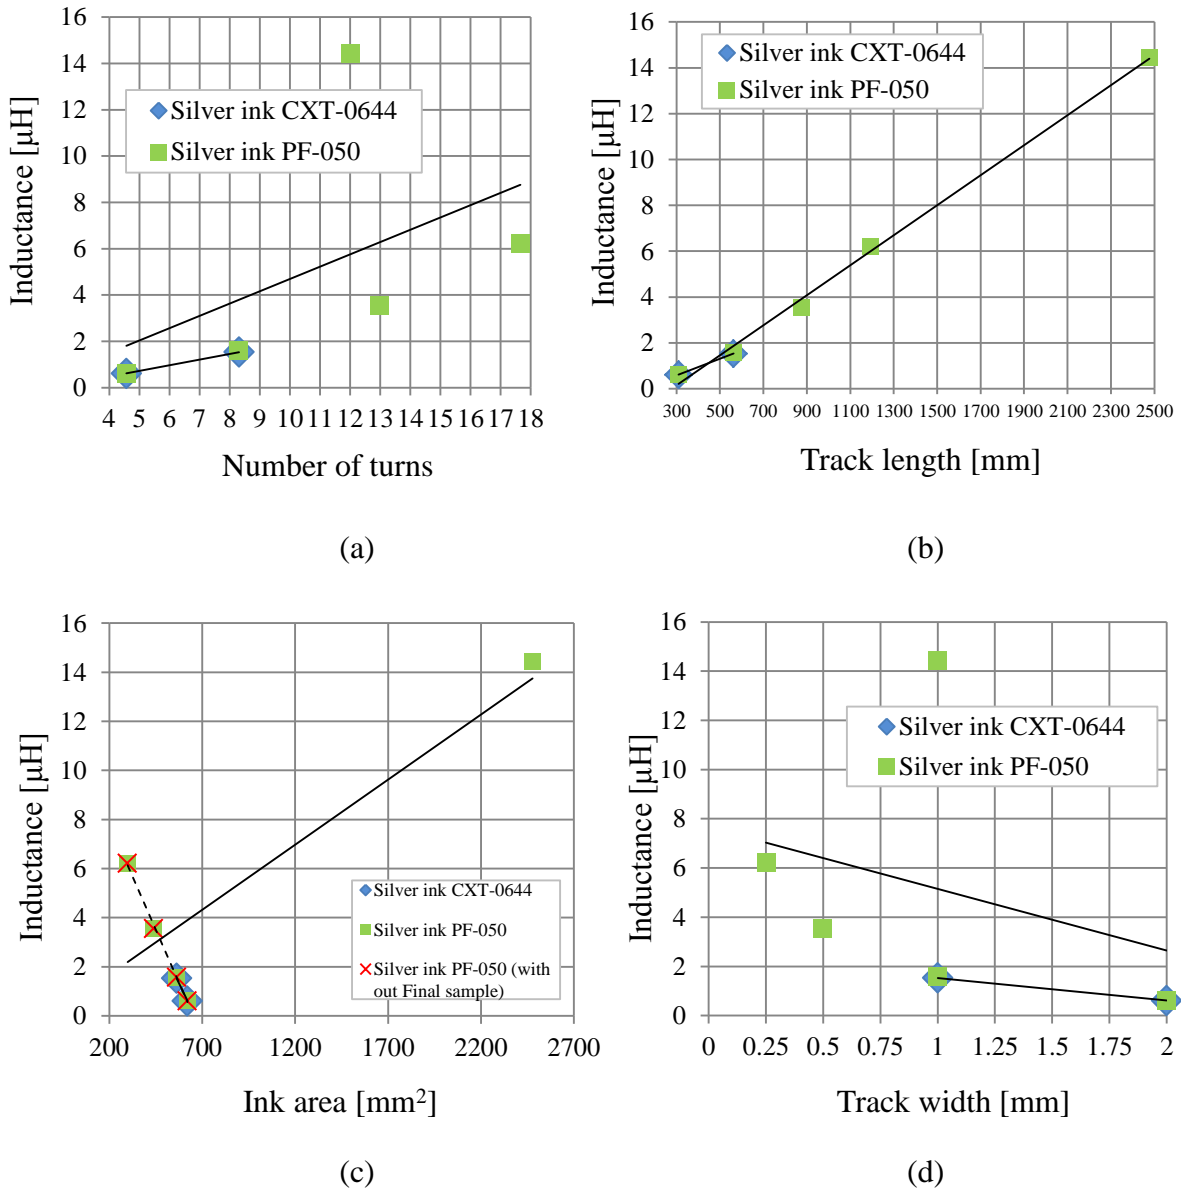 16
14
12
10
8
6
4
2
0
Inductance [µH]
Silver ink CXT-0644
Silver ink PF-050
4 5 6 7 8 9 10 11 12 13 14 15 16 17 18
Number of turns
(a)
16
14
12
10
8
6
4
2
0
Inductance [µH]
Silver ink CXT-0644
Silver ink PF-050
300 500 700 900 1100 1300 1500 1700 1900 2100 2300 2500
Track length [mm]
(b)
16
14
12
10
8
6
4
2
0
Inductance [µH]
Silver ink CXT-0644
Silver ink PF-050
Silver ink PF-050 (with
out Final sample)
200 700 1200 1700 2200 2700
Ink area [mm²]
(c)
16
14
12
10
8
6
4
2
0
Inductance [µH]
Silver ink CXT-0644
Silver ink PF-050
0 0.25 0.5 0.75 1 1.25 1.5 1.75 2
Track width [mm]
(d)